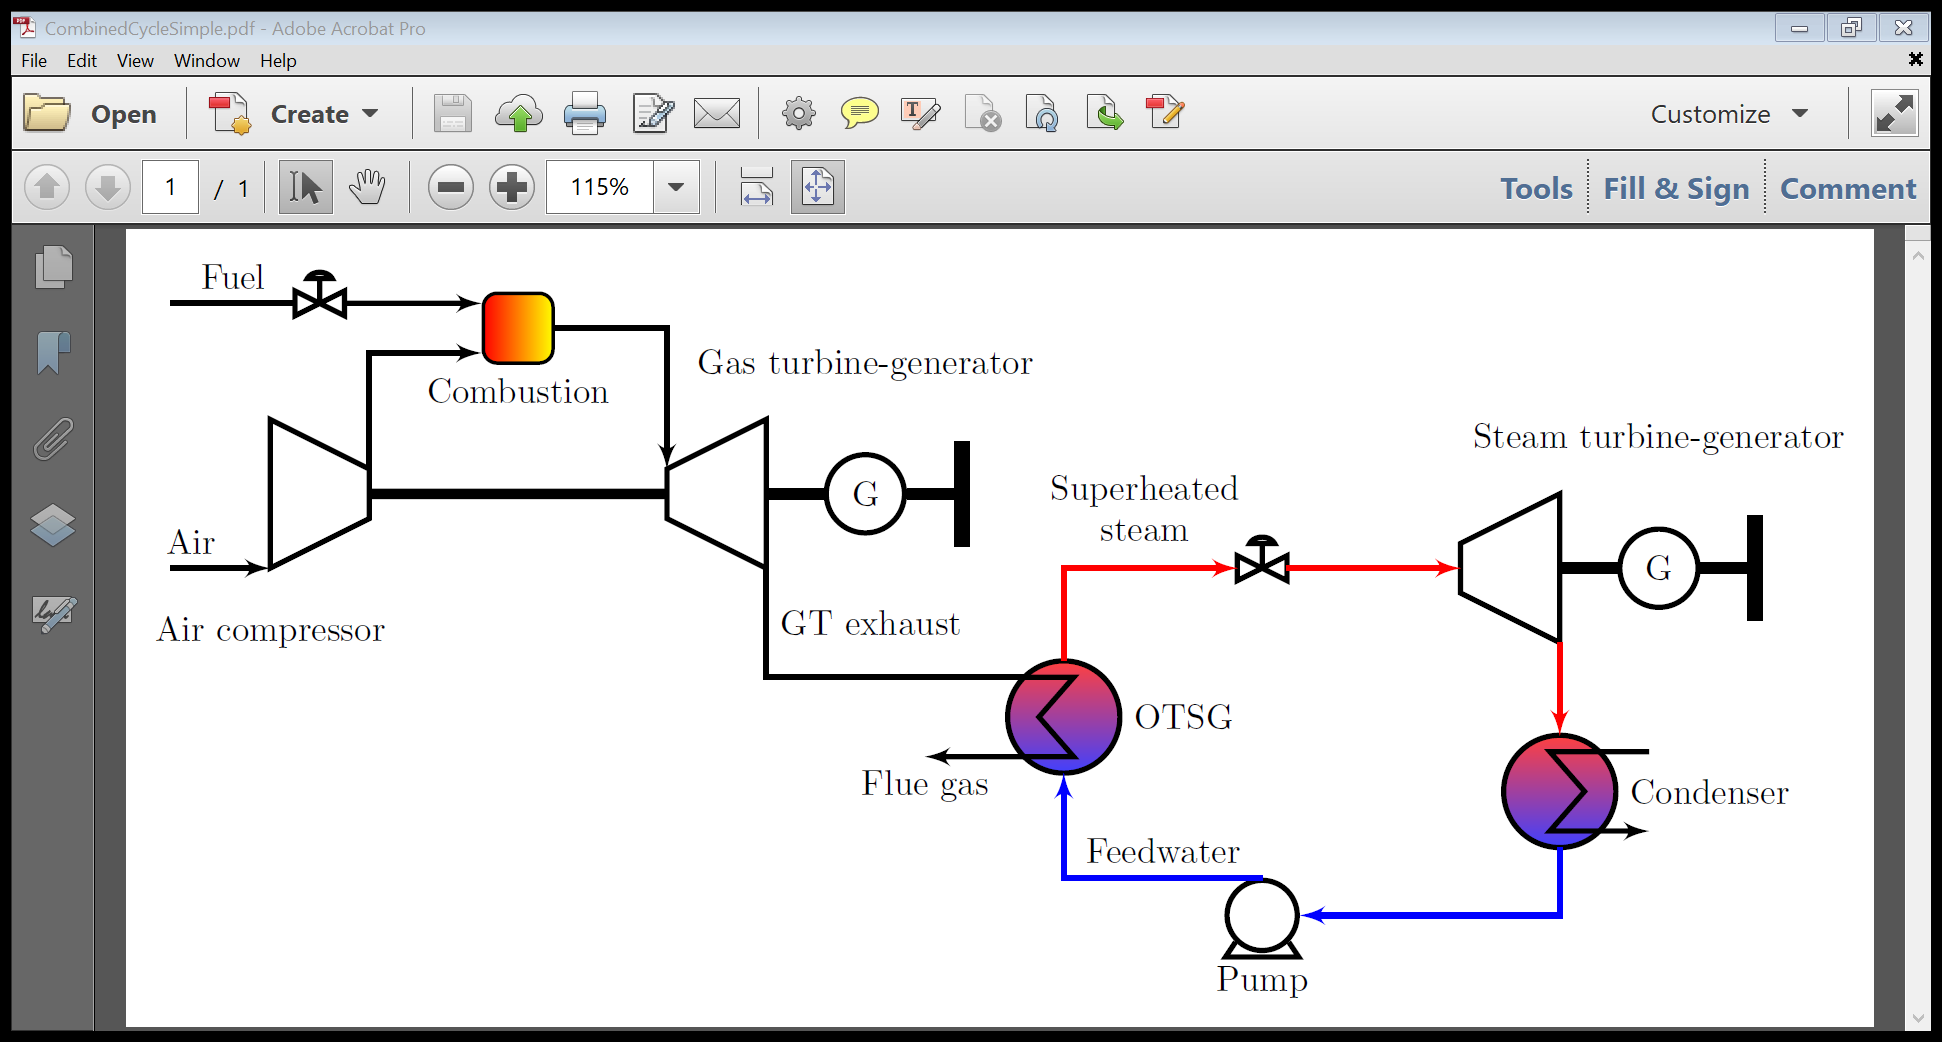 CombinedCycleSimple.pdf - Adobe Acrobat Pro
File Edit View Window Help
Open Create Customize
1 / 1 115% Tools Fill & Sign Comment
Fuel
Combustion
Gas turbine-generator
G
Air
Air compressor
GT exhaust
Superheated
steam
Steam turbine-generator
G
OTSG
Flue gas
Condenser
Feedwater
Pump